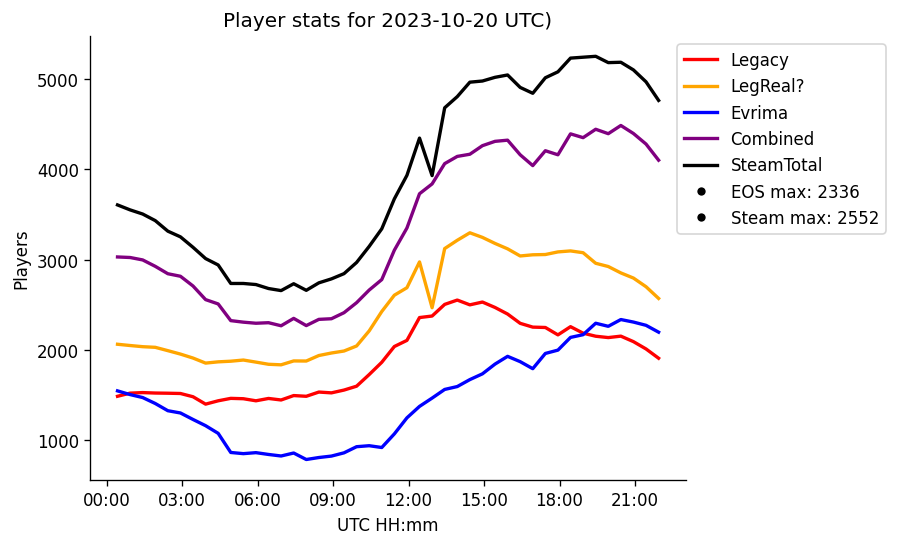 Player stats for 2023-10-20 UTC)
Legacy
LegReal?
Evrima
Combined
SteamTotal
EOS max: 2336
Steam max: 2552
Players
5000
4000
3000
2000
1000
00:00 03:00 06:00 09:00 12:00 15:00 18:00 21:00
UTC HH:mm